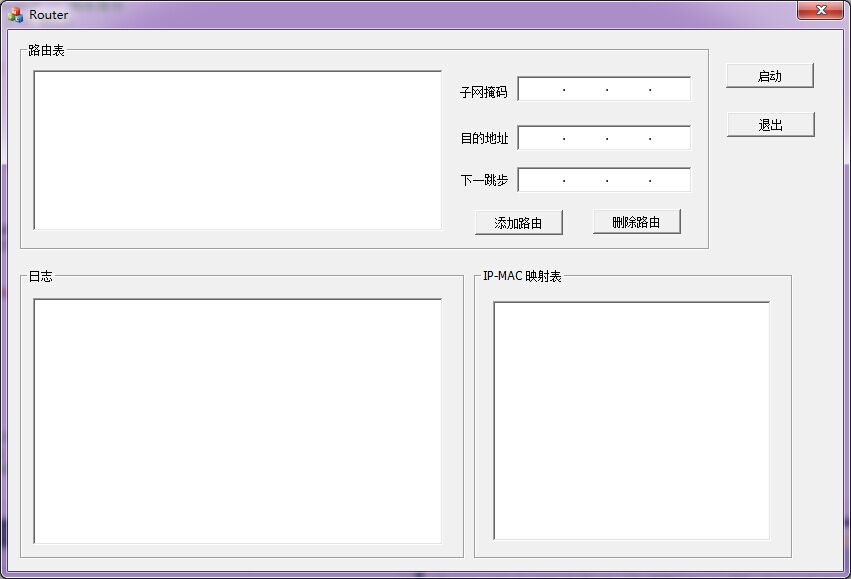 Router
路由表
子网掩码
. . .
启动
目的地址
. . .
退出
下一跳步
. . .
添加路由
删除路由
日志
IP-MAC 映射表